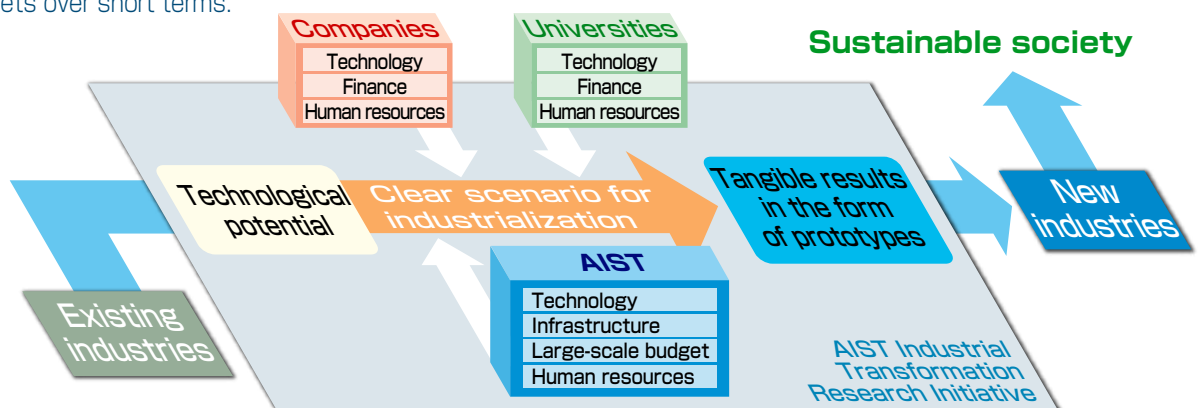 ets over short terms.
Companies
Technology
Finance
Human resources
Universities
Technology
Finance
Human resources
Sustainable society
Technological
potential
Clear scenario for
industrialization
Tangible results
in the form
of prototypes
New
industries
Existing
industries
AIST
Technology
Infrastructure
Large-scale budget
Human resources
AIST Industrial
Transformation
Research Initiative